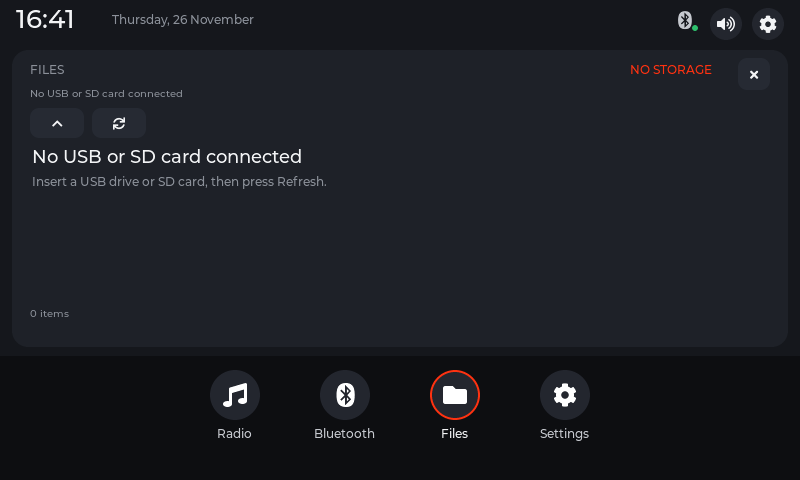 16:41
Thursday, 26 November
FILES
NO STORAGE
No USB or SD card connected
No USB or SD card connected
Insert a USB drive or SD card, then press Refresh.
0 items
Radio
Bluetooth
Files
Settings